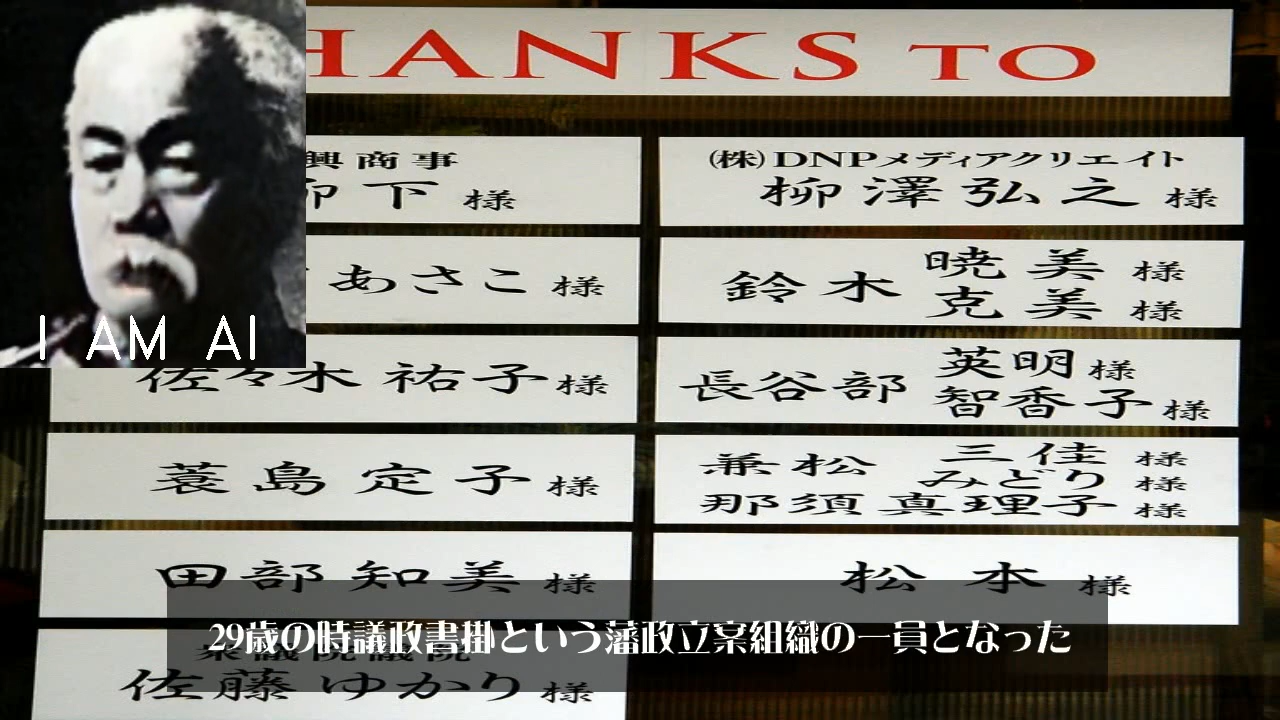 HANKS TO
興商事
柳下 様
(株)DNPメディアクリエイト
柳澤弘之 様
あさこ 様
鈴木 暁美 様
克美 様
I AM AI
佐々木祐子 様
長谷部 英明 様
智香子 様
蓑島定子 様
兼松 三佳 様
みどり 様
那須真理子 様
田部知美 様
松本 様
29歳の時議政書掛という藩政立案組織の一員となった
衆議院議院
佐藤ゆかり 様